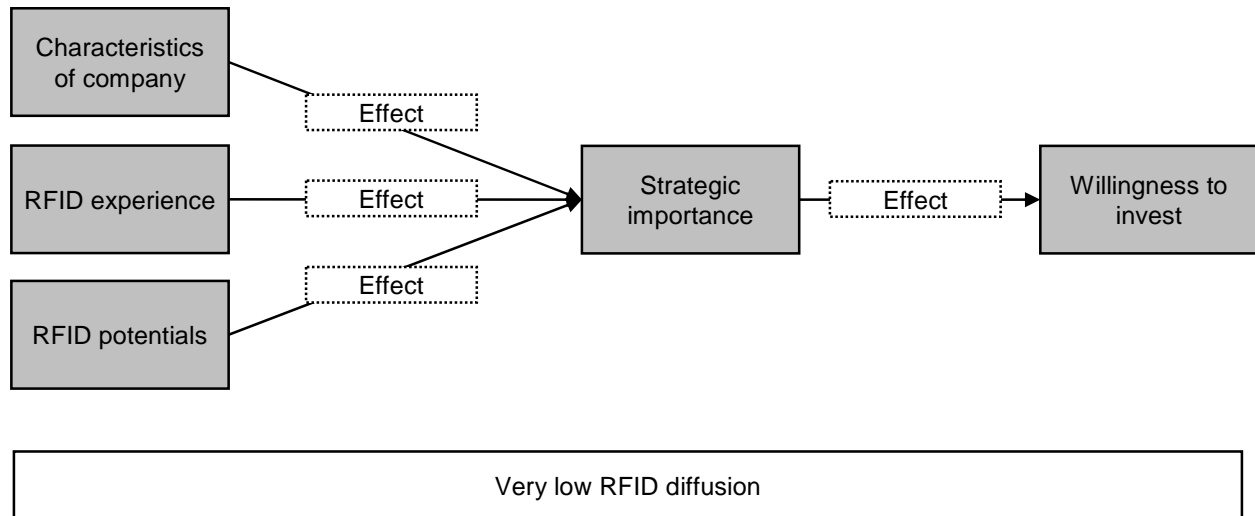 Characteristics
of company
Effect
RFID experience
Effect
Strategic
importance
Effect
Willingness to
invest
Effect
RFID potentials
Very low RFID diffusion